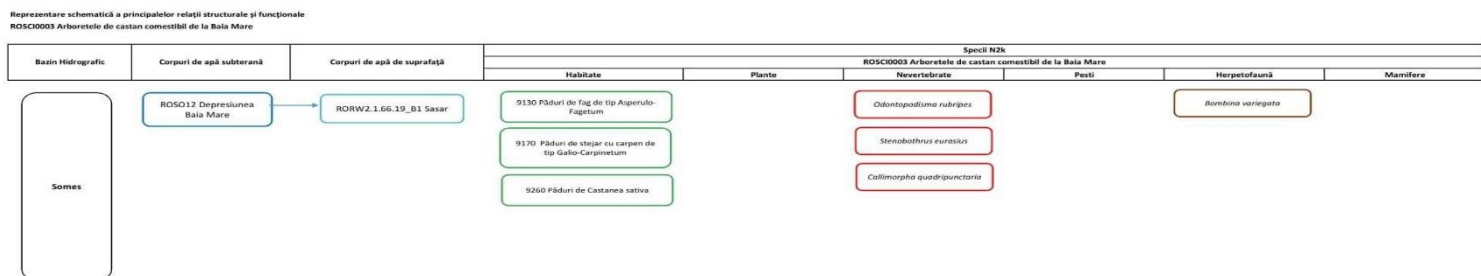 Reprezentare schematică a principalelor relații structurale și funcționale
ROSCI0003 Arboretele de castan comestibil de la Baia Mare
Specii N2k
Bazin Hidrografic
Corpuri de apă subterană
Corpuri de apă de suprafață
ROSCI0003 Arboretele de castan comestibil de la Baia Mare
Habitate
Plante
Nevertebrate
Pesti
Herpetofaună
Mamifere
Somes
ROSO12 Depresiunea
Baia Mare
RORW2.1.66.19_B1 Sasar
9130 Păduri de fag de tip Asperulo-
Fagetum
9170 Păduri de stejar cu carpen de
tip Galio-Carpinetum
9260 Păduri de Castanea sativa
Odontopodisma rubripes
Stenobothrus eurasius
Callimorpha quadripunctaria
Bombina variegata